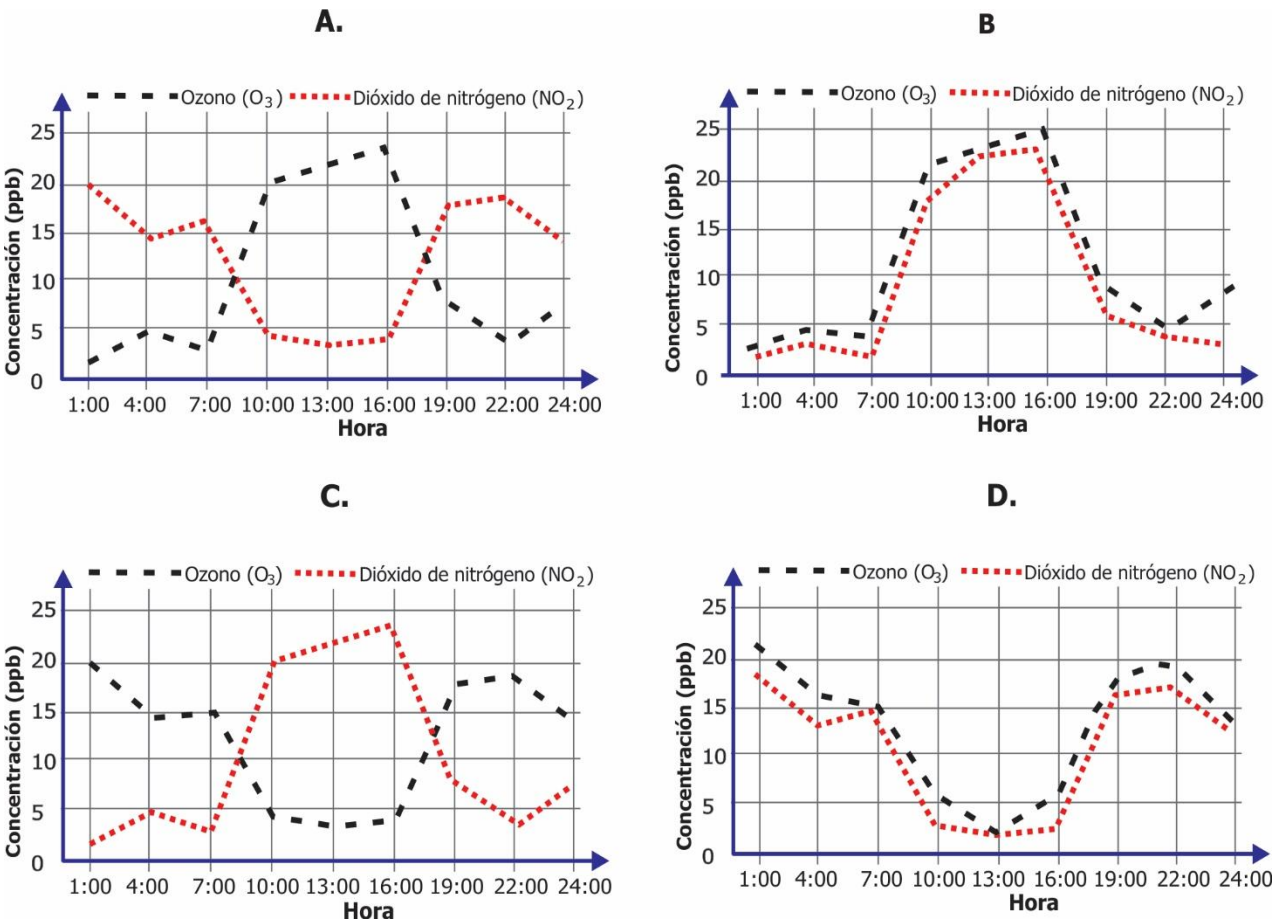 A.
Ozono (O₃) Dióxido de nitrógeno (NO₂)
Concentración (ppb)
25
20
15
10
5
0
1:00 4:00 7:00 10:00 13:00 16:00 19:00 22:00 24:00
Hora
B
Ozono (O₃) Dióxido de nitrógeno (NO₂)
Concentración (ppb)
25
20
15
10
5
0
1:00 4:00 7:00 10:00 13:00 16:00 19:00 22:00 24:00
Hora
C.
Ozono (O₃) Dióxido de nitrógeno (NO₂)
Concentración (ppb)
25
20
15
10
5
0
1:00 4:00 7:00 10:00 13:00 16:00 19:00 22:00 24:00
Hora
D.
Ozono (O₃) Dióxido de nitrógeno (NO₂)
Concentración (ppb)
25
20
15
10
5
0
1:00 4:00 7:00 10:00 13:00 16:00 19:00 22:00 24:00
Hora